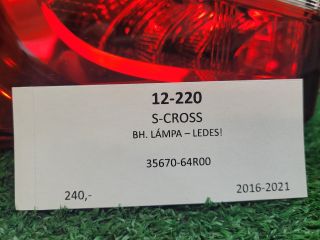 12-220
S-CROSS
BH. LÁMPA – LEDES!
35670-64R00
240,- 2016-2021